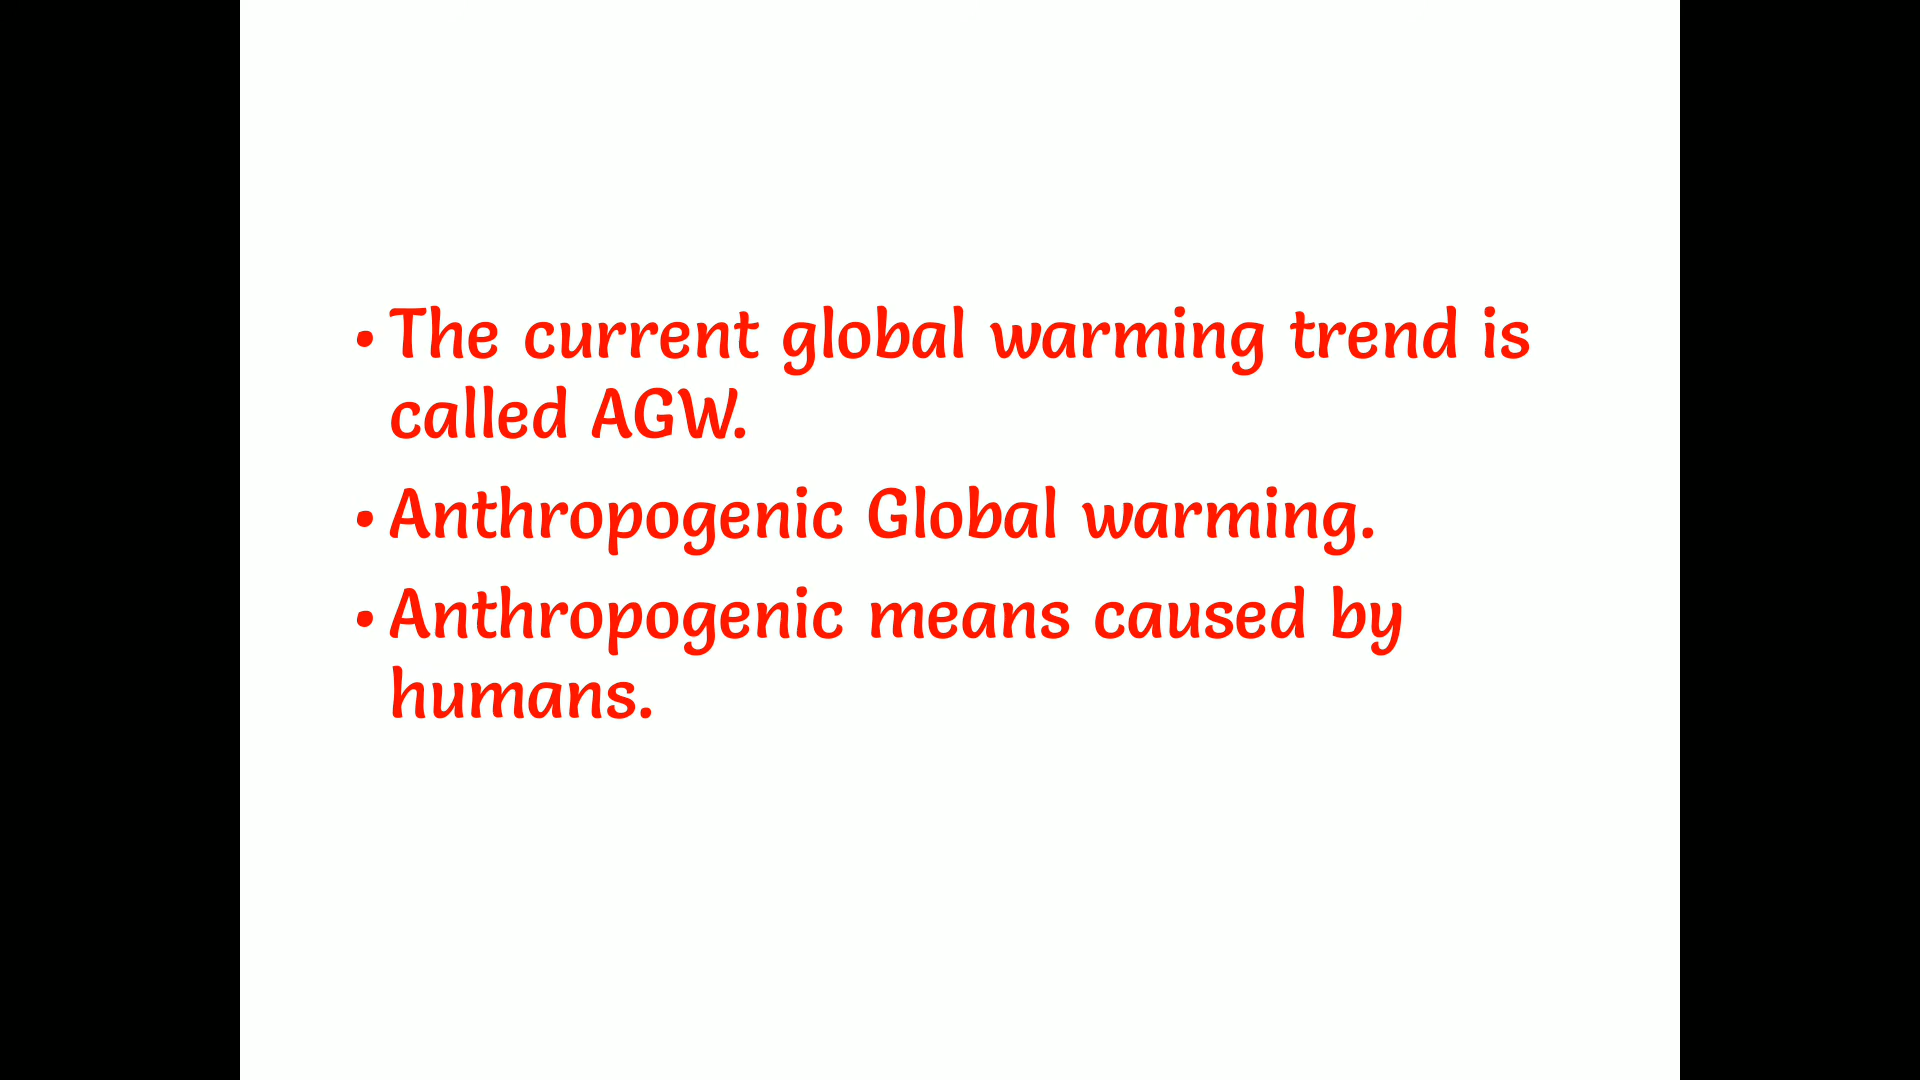 • The current global warming trend is
called AGW.
• Anthropogenic Global warming.
• Anthropogenic means caused by
humans.